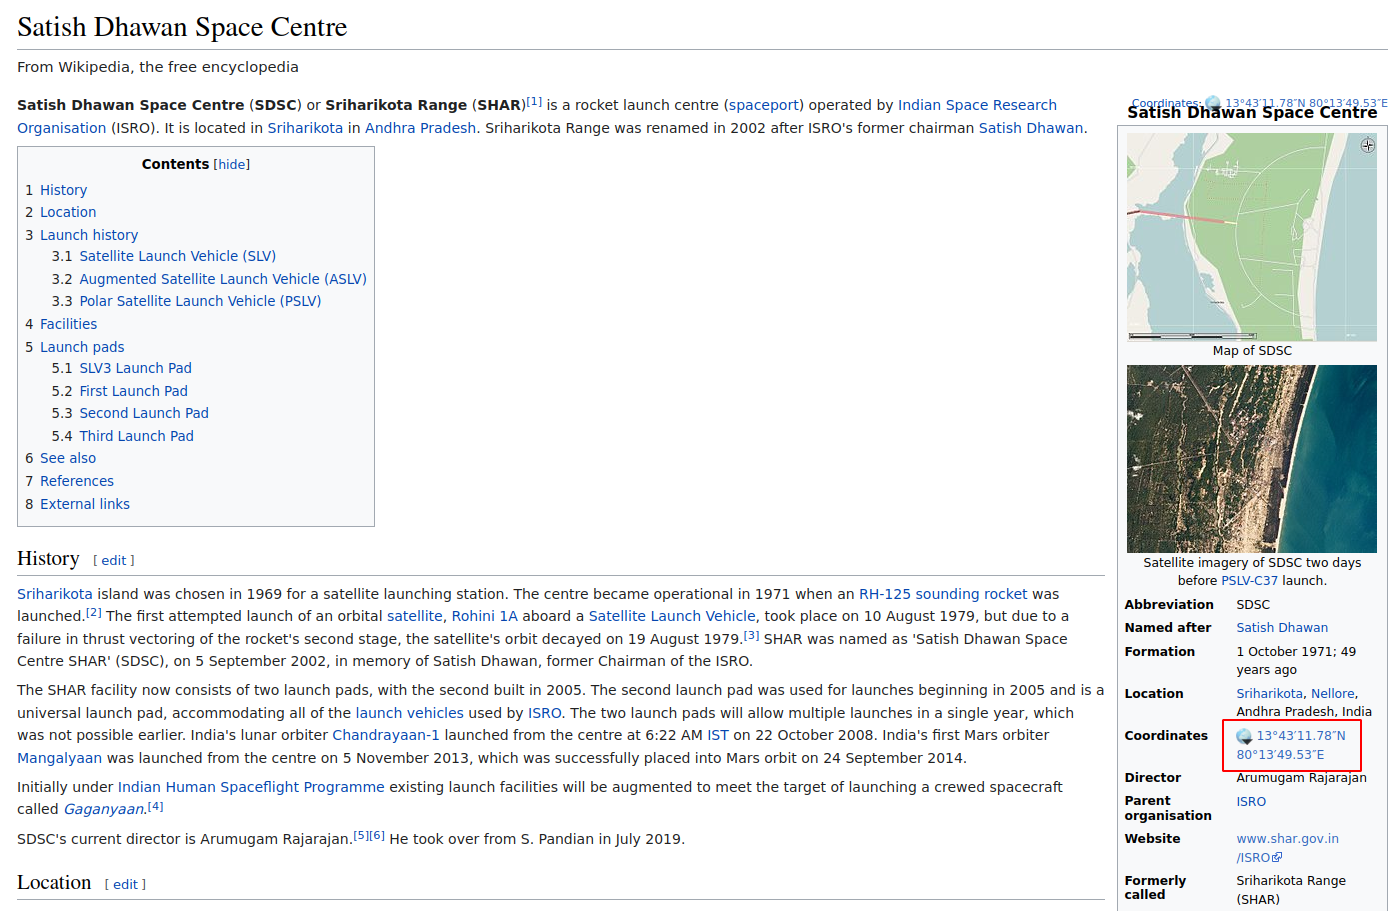 Satish Dhawan Space Centre
From Wikipedia, the free encyclopedia
Satish Dhawan Space Centre (SDSC) or Sriharikota Range (SHAR)[1] is a rocket launch centre (spaceport) operated by Indian Space Research
Organisation (ISRO). It is located in Sriharikota in Andhra Pradesh. Sriharikota Range was renamed in 2002 after ISRO's former chairman Satish Dhawan.
Contents [hide]
1 History
2 Location
3 Launch history
3.1 Satellite Launch Vehicle (SLV)
3.2 Augmented Satellite Launch Vehicle (ASLV)
3.3 Polar Satellite Launch Vehicle (PSLV)
4 Facilities
5 Launch pads
5.1 SLV3 Launch Pad
5.2 First Launch Pad
5.3 Second Launch Pad
5.4 Third Launch Pad
6 See also
7 References
8 External links
History [ edit ]
Sriharikota island was chosen in 1969 for a satellite launching station. The centre became operational in 1971 when an RH-125 sounding rocket was
launched.[2] The first attempted launch of an orbital satellite, Rohini 1A aboard a Satellite Launch Vehicle, took place on 10 August 1979, but due to a
failure in thrust vectoring of the rocket's second stage, the satellite's orbit decayed on 19 August 1979.[3] SHAR was named as 'Satish Dhawan Space
Centre SHAR' (SDSC), on 5 September 2002, in memory of Satish Dhawan, former Chairman of the ISRO.
The SHAR facility now consists of two launch pads, with the second built in 2005. The second launch pad was used for launches beginning in 2005 and is a
universal launch pad, accommodating all of the launch vehicles used by ISRO. The two launch pads will allow multiple launches in a single year, which
was not possible earlier. India's lunar orbiter Chandrayaan-1 launched from the centre at 6:22 AM IST on 22 October 2008. India's first Mars orbiter
Mangalyaan was launched from the centre on 5 November 2013, which was successfully placed into Mars orbit on 24 September 2014.
Initially under Indian Human Spaceflight Programme existing launch facilities will be augmented to meet the target of launching a crewed spacecraft
called Gaganyaan.[4]
SDSC's current director is Arumugam Rajarajan.[5][6] He took over from S. Pandian in July 2019.
Location [ edit ]
Coordinates: 13°43′11.78″N 80°13′49.53″E
Satish Dhawan Space Centre
Map of SDSC
Satellite imagery of SDSC two days
before PSLV-C37 launch.
Abbreviation SDSC
Named after Satish Dhawan
Formation 1 October 1971; 49
years ago
Location Sriharikota, Nellore,
Andhra Pradesh, India
Coordinates 13°43′11.78″N
80°13′49.53″E
Director Arumugam Rajarajan
Parent ISRO
organisation
Website www.shar.gov.in
/ISRO
Formerly Sriharikota Range
called (SHAR)